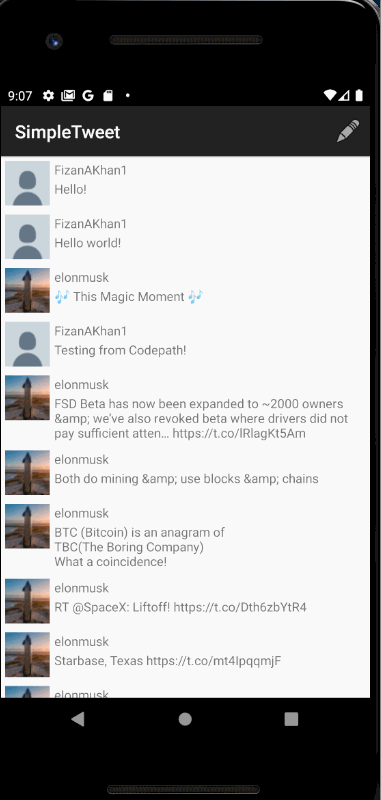 9:07
SimpleTweet
FizanAKhan1
Hello!
FizanAKhan1
Hello world!
elonmusk
🎶 This Magic Moment 🎶
FizanAKhan1
Testing from Codepath!
elonmusk
FSD Beta has now been expanded to ~2000 owners
&amp; we've also revoked beta where drivers did not
pay sufficient atten… https://t.co/lRlagKt5Am
elonmusk
Both do mining &amp; use blocks &amp; chains
elonmusk
BTC (Bitcoin) is an anagram of
TBC(The Boring Company)
What a coincidence!
elonmusk
RT @SpaceX: Liftoff! https://t.co/Dth6zbYtR4
elonmusk
Starbase, Texas https://t.co/mt4lpqqmjF
elonmusk